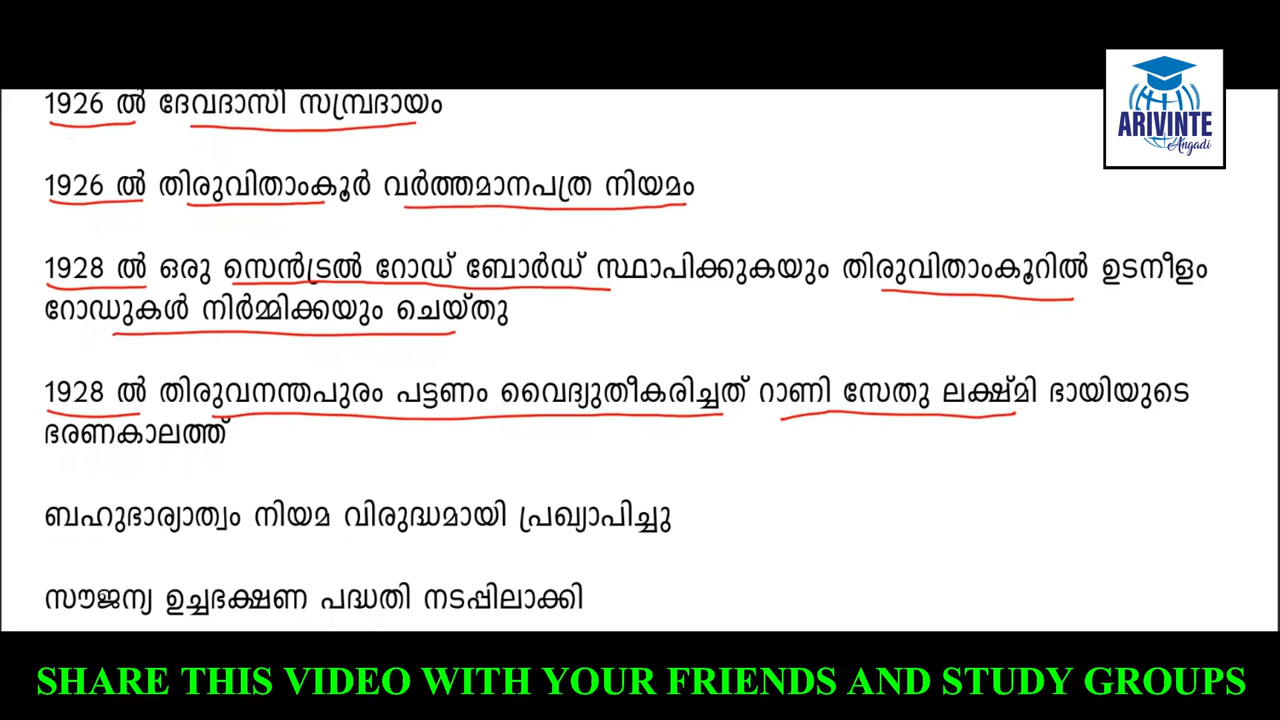 1926 ൽ ദേവദാസി സമ്പ്രദായം
ARIVINTE
Angadi
1926 ൽ തിരുവിതാംകൂർ വർത്തമാനപത്ര നിയമം
1928 ൽ ഒരു സെൻട്രൽ റോഡ് ബോർഡ് സ്ഥാപിക്കുകയും തിരുവിതാംകൂറിൽ ഉടനീളം
റോഡുകൾ നിർമ്മിക്കയും ചെയ്തു
1928 ൽ തിരുവനന്തപുരം പട്ടണം വൈദ്യുതീകരിച്ചത് റാണി സേതു ലക്ഷ്മി ഭായിയുടെ
ഭരണകാലത്ത്
ബഹുഭാര്യാത്വം നിയമ വിരുദ്ധമായി പ്രഖ്യാപിച്ചു
സൗജന്യ ഉച്ചഭക്ഷണ പദ്ധതി നടപ്പിലാക്കി
SHARE THIS VIDEO WITH YOUR FRIENDS AND STUDY GROUPS